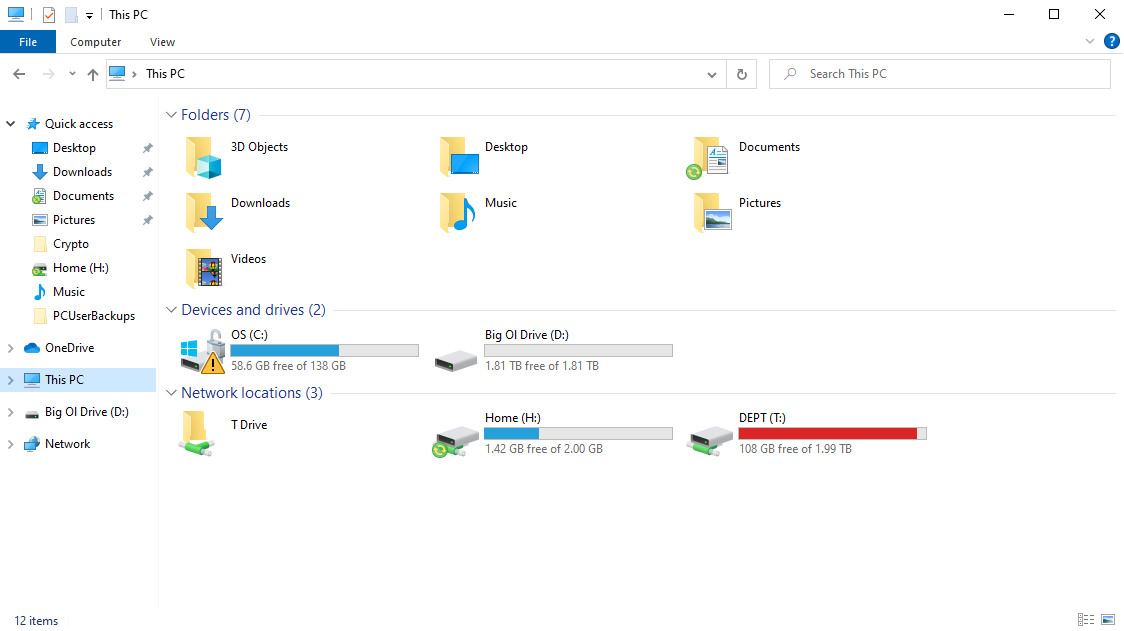 This PC
File Computer View
This PC
Search This PC
Quick access
Desktop
Downloads
Documents
Pictures
Crypto
Home (H:)
Music
PCUserBackups
OneDrive
This PC
Big Ol Drive (D:)
Network
Folders (7)
3D Objects
Desktop
Documents
Downloads
Music
Pictures
Videos
Devices and drives (2)
OS (C:)
58.6 GB free of 138 GB
Big Ol Drive (D:)
1.81 TB free of 1.81 TB
Network locations (3)
T Drive
Home (H:)
1.42 GB free of 2.00 GB
DEPT (T:)
108 GB free of 1.99 TB
12 items